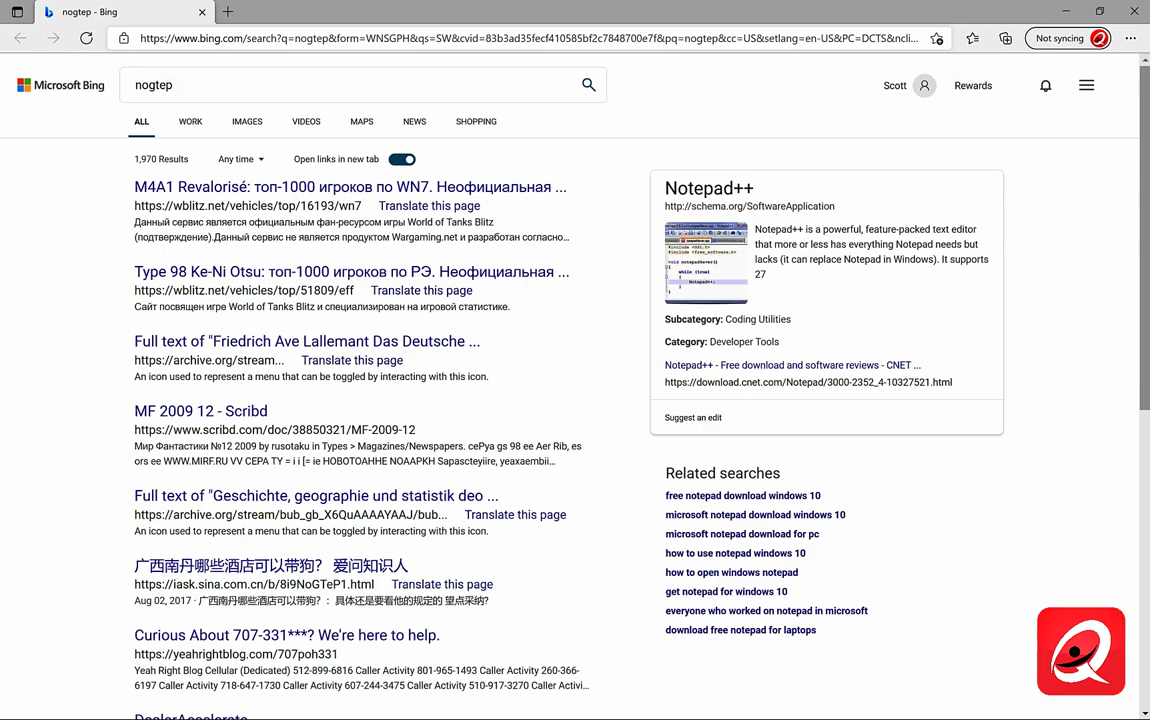 nogtep - Bing
https://www.bing.com/search?q=nogtep&form=WNSGPH&qs=SW&cvid=83b3ad35fecf410585bf2c7848700e7f&pq=nogtep&cc=US&setlang=en-US&PC=DCTS&ncli...
Not syncing
Microsoft Bing
nogtep
Scott
Rewards
ALL
WORK
IMAGES
VIDEOS
MAPS
NEWS
SHOPPING
1,970 Results
Any time
Open links in new tab
M4A1 Revalorisé: топ-1000 игроков по WN7. Неофициальная ...
https://wblitz.net/vehicles/top/16193/wn7 Translate this page
Данный сервис является официальным фан-ресурсом игры World of Tanks Blitz
(подтверждение).Данный сервис не является продуктом Wargaming.net и разработан согласно...
Type 98 Ke-Ni Otsu: топ-1000 игроков по РЭ. Неофициальная ...
https://wblitz.net/vehicles/top/51809/eff Translate this page
Сайт посвящен игре World of Tanks Blitz и специализирован на игровой статистике.
Full text of "Friedrich Ave Lallemant Das Deutsche ...
https://archive.org/stream... Translate this page
An icon used to represent a menu that can be toggled by interacting with this icon.
MF 2009 12 - Scribd
https://www.scribd.com/doc/38850321/MF-2009-12
Мир Фантастики №12 2009 by rusotaku in Types > Magazines/Newspapers. cePya gs 98 ee Aer Rib, es
ors ee WWW.MIRF.RU VV CEPA TY = i i [= ie HOBOTOAHHE NOAAPKH Sapascteyiire, yeaxaembii...
Full text of "Geschichte, geographie und statistik deo ...
https://archive.org/stream/bub_gb_X6QuAAAAYAAJ/bub... Translate this page
An icon used to represent a menu that can be toggled by interacting with this icon.
广西南丹哪些酒店可以带狗？ 爱问知识人
https://iask.sina.com.cn/b/8i9NoGTeP1.html Translate this page
Aug 02, 2017 · 广西南丹哪些酒店可以带狗？： 具体还是要看他的规定的 望点采纳?
Curious About 707-331***? We're here to help.
https://yeahrightblog.com/707poh331
Yeah Right Blog Cellular (Dedicated) 512-899-6816 Caller Activity 801-965-1493 Caller Activity 260-366-
6197 Caller Activity 718-647-1730 Caller Activity 607-244-3475 Caller Activity 510-917-3270 Caller Activi...
DealerAccelerate
Notepad++
http://schema.org/SoftwareApplication
Notepad++ is a powerful, feature-packed text editor
that more or less has everything Notepad needs but
lacks (it can replace Notepad in Windows). It supports
27
Subcategory: Coding Utilities
Category: Developer Tools
Notepad++ - Free download and software reviews - CNET ...
https://download.cnet.com/Notepad/3000-2352_4-10327521.html
Suggest an edit
Related searches
free notepad download windows 10
microsoft notepad download windows 10
microsoft notepad download for pc
how to use notepad windows 10
how to open windows notepad
get notepad for windows 10
everyone who worked on notepad in microsoft
download free notepad for laptops